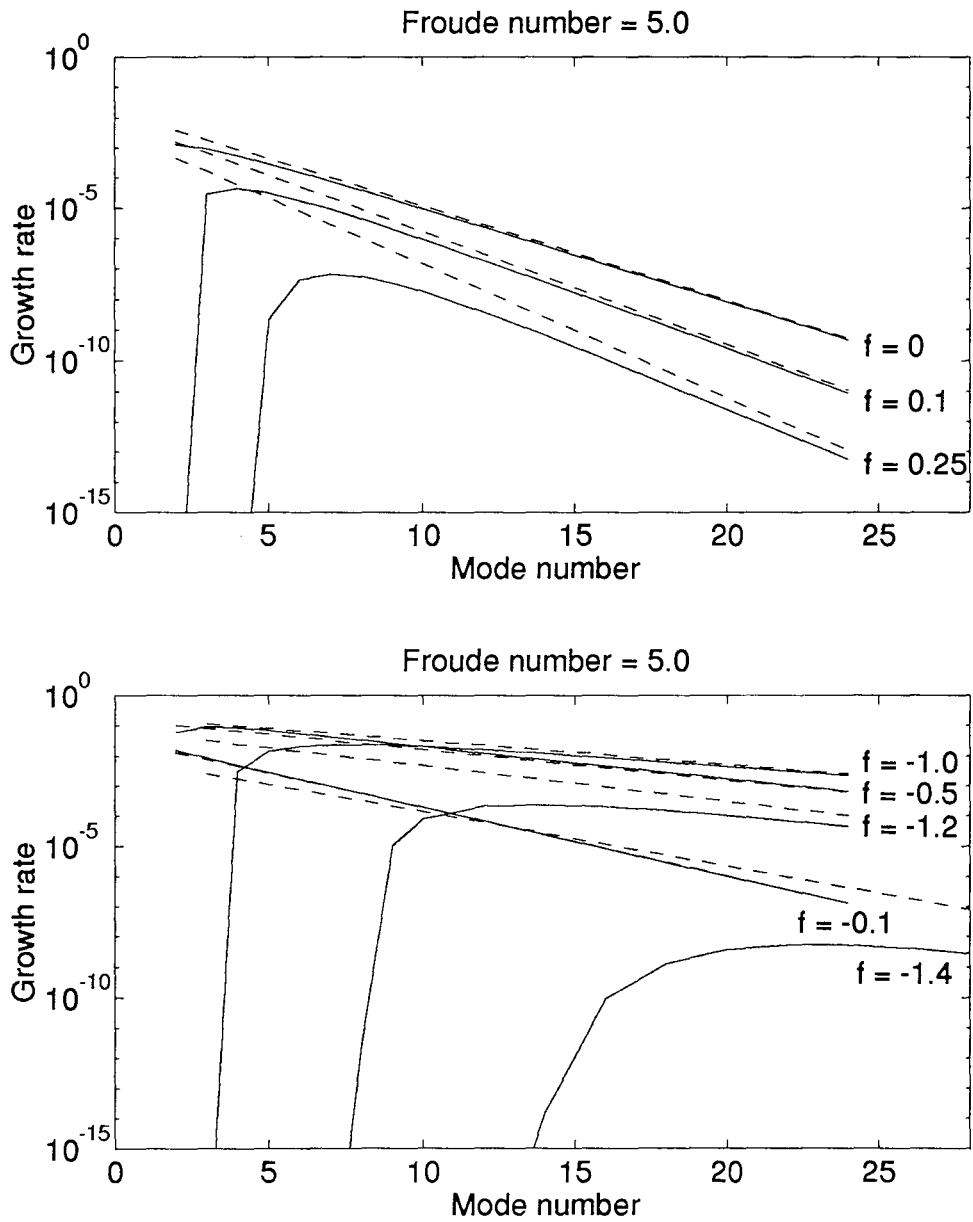 Froude number = 5.0
10^0
10^-5
10^-10
10^-15
Growth rate
f = 0
f = 0.1
f = 0.25
0 5 10 15 20 25
Mode number
Froude number = 5.0
10^0
10^-5
10^-10
10^-15
Growth rate
f = -1.0
f = -0.5
f = -1.2
f = -0.1
f = -1.4
0 5 10 15 20 25
Mode number